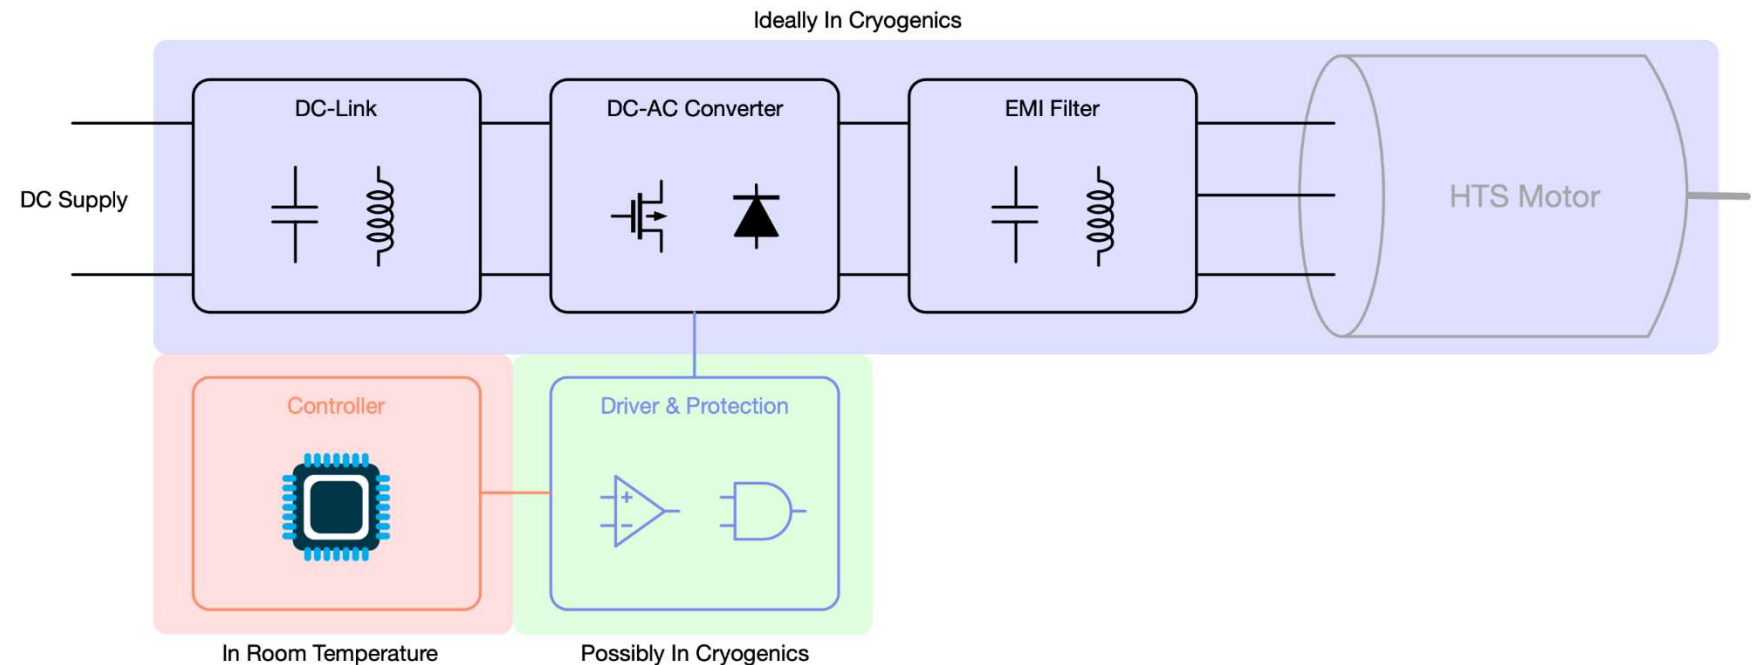 Ideally In Cryogenics
DC-Link
DC-AC Converter
EMI Filter
DC Supply
HTS Motor
Controller
Driver & Protection
+
−
In Room Temperature
Possibly In Cryogenics